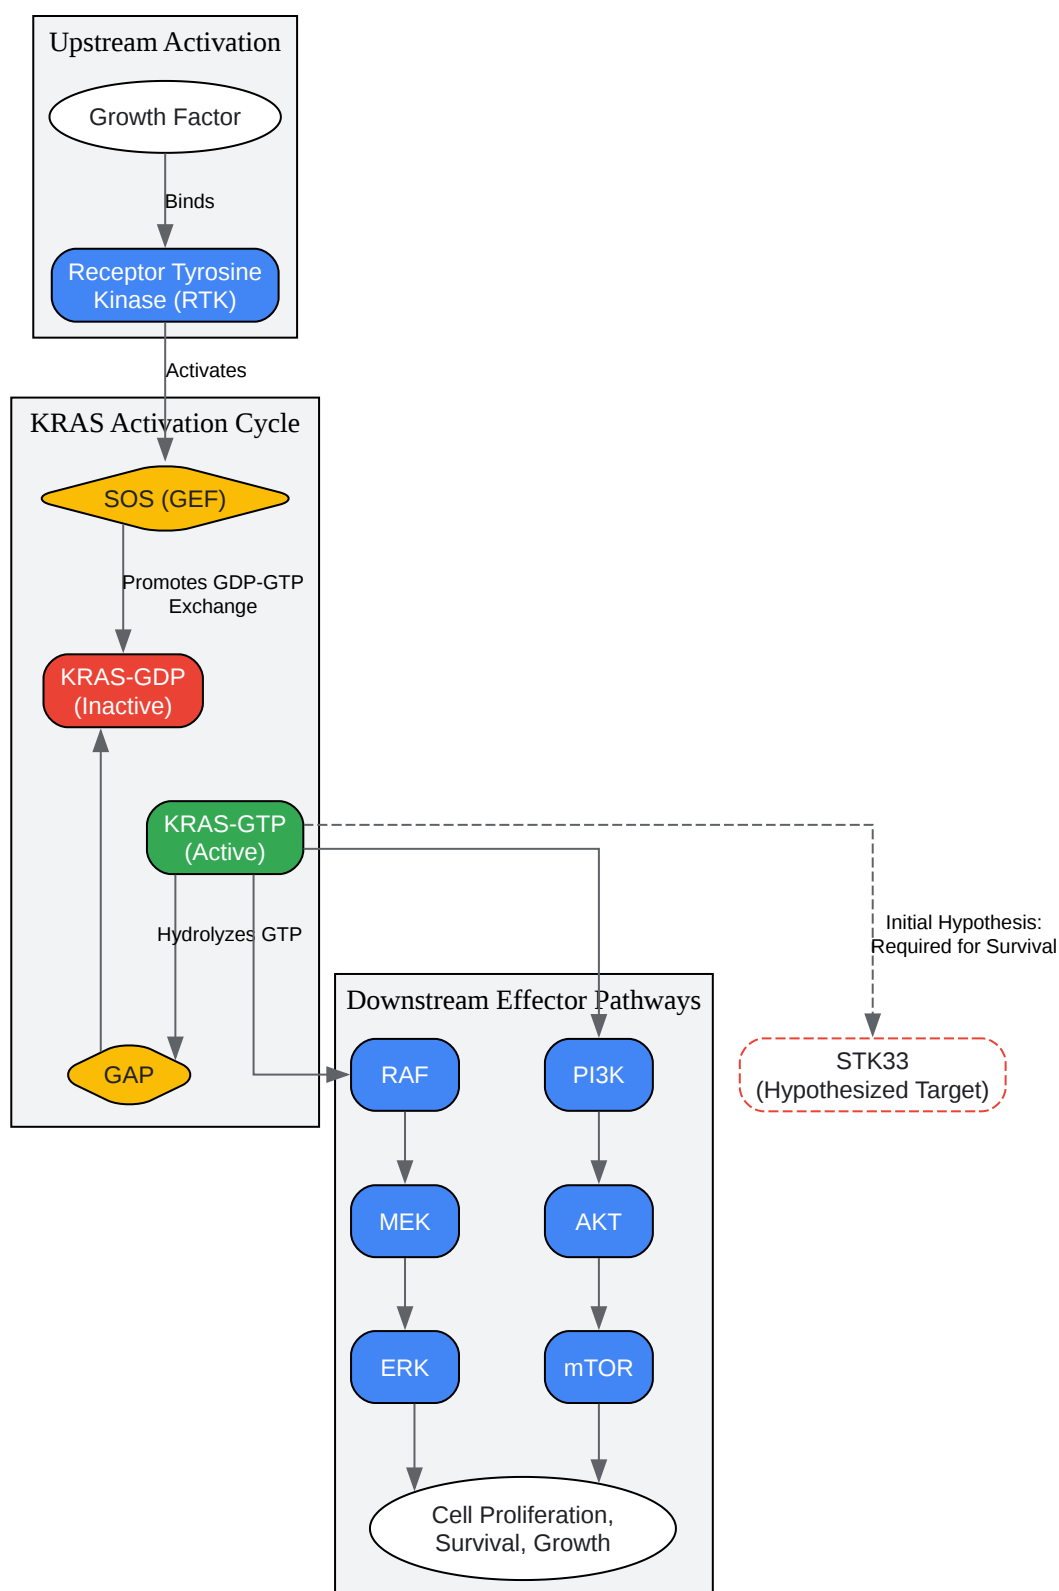 Upstream Activation
Growth Factor
Binds
Receptor Tyrosine
Kinase (RTK)
Activates
KRAS Activation Cycle
SOS (GEF)
Promotes GDP-GTP
Exchange
KRAS-GDP
(Inactive)
KRAS-GTP
(Active)
Hydrolyzes GTP
Initial Hypothesis:
Required for Survival
Downstream Effector Pathways
GAP
RAF
PI3K
STK33
(Hypothesized Target)
MEK
AKT
ERK
mTOR
Cell Proliferation,
Survival, Growth